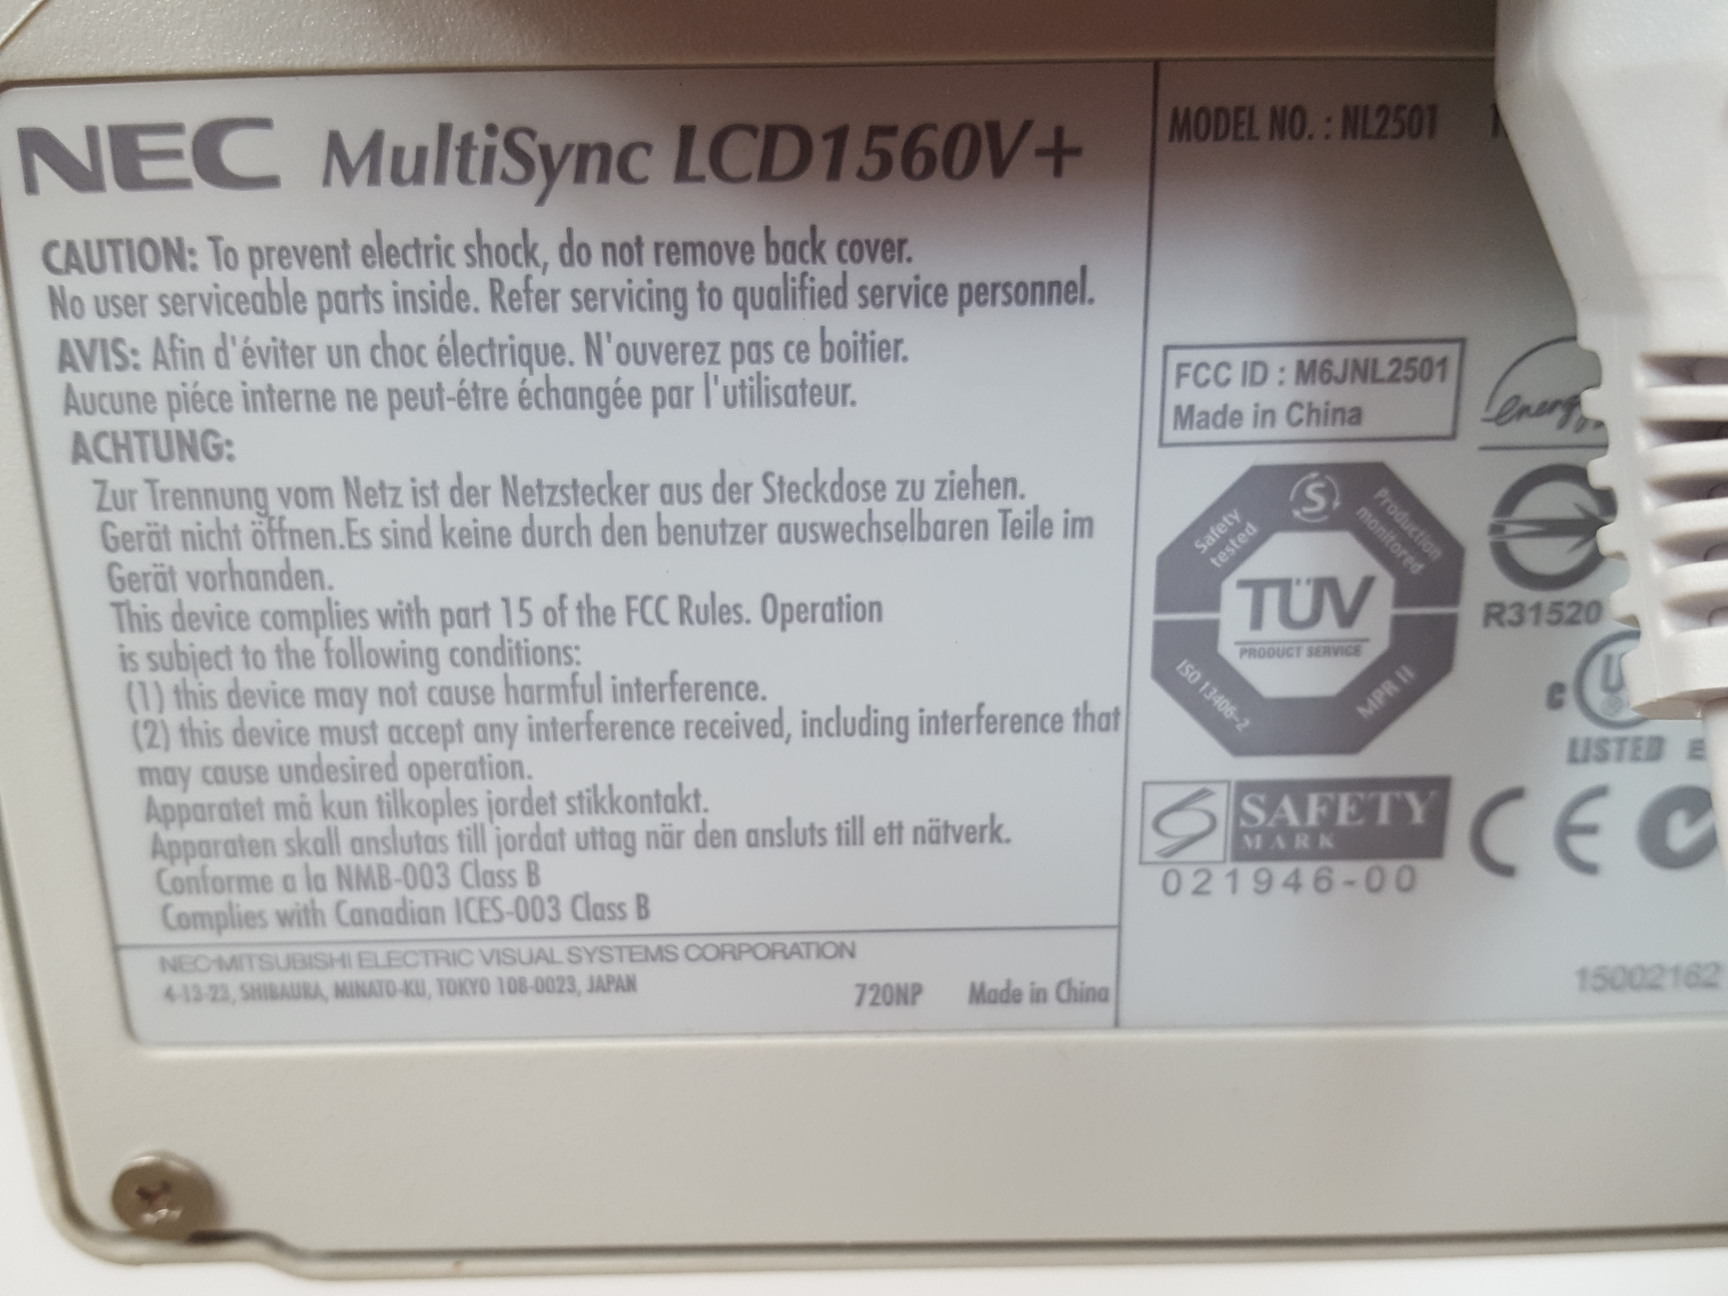 NEC MultiSync LCD1560V+
CAUTION: To prevent electric shock, do not remove back cover.
No user serviceable parts inside. Refer servicing to qualified service personnel.
AVIS: Afin d'éviter un choc électrique. N'ouverez pas ce boitier.
Aucune piéce interne ne peut-étre échangée par l'utilisateur.
ACHTUNG:
Zur Trennung vom Netz ist der Netzstecker aus der Steckdose zu ziehen.
Gerät nicht öffnen.Es sind keine durch den benutzer auswechselbaren Teile im
Gerät vorhanden.
This device complies with part 15 of the FCC Rules. Operation
is subject to the following conditions:
(1) this device may not cause harmful interference.
(2) this device must accept any interference received, including interference that
may cause undesired operation.
Apparatet må kun tilkoples jordet stikkontakt.
Apparaten skall anslutas till jordat uttag när den ansluts till ett nätverk.
Conforme a la NMB-003 Class B
Complies with Canadian ICES-003 Class B
NEC-MITSUBISHI ELECTRIC VISUAL SYSTEMS CORPORATION
4-13-23, SHIBAURA, MINATO-KU, TOKYO 108-0023, JAPAN
720NP Made in China
MODEL NO. : NL2501
FCC ID : M6JNL2501
Made in China
energy
S
Safety
tested
Production
monitored
TÜV
PRODUCT SERVICE
ISO 13406-2
MPR II
R31520
C U
LISTED E
SAFETY
MARK
021946-00
CE
15002162